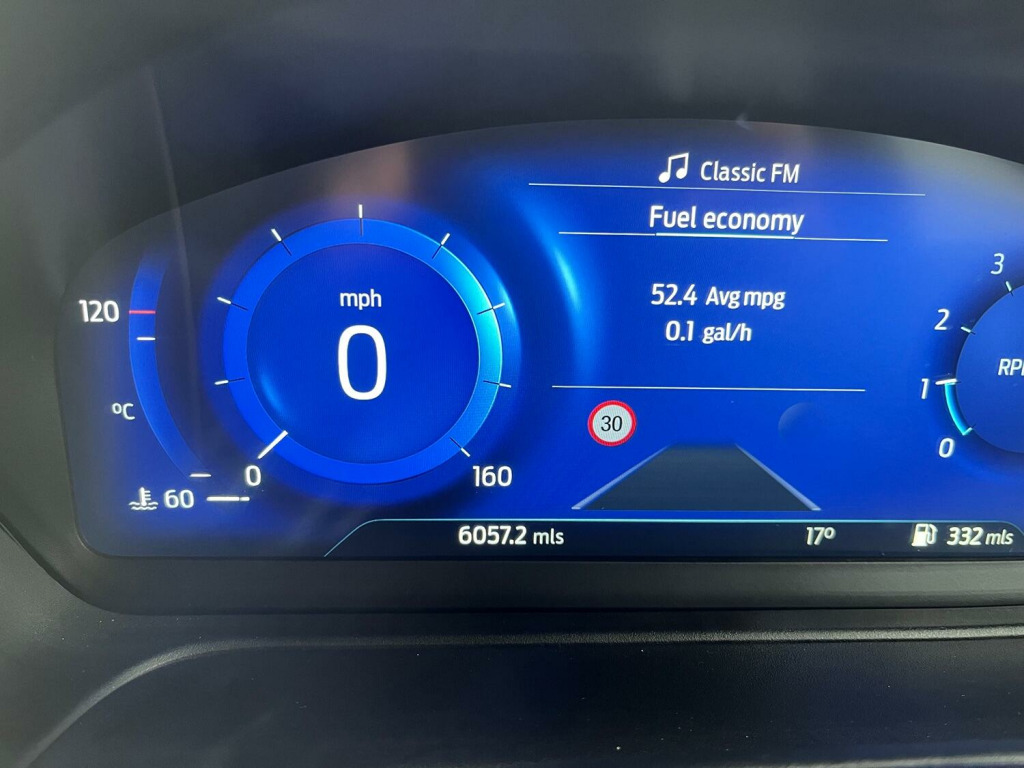 Classic FM
Fuel economy
52.4 Avg mpg
0.1 gal/h
120
°C
60
mph
0
0
160
30
3
2
1
0
6057.2 mls
17º
332 mls